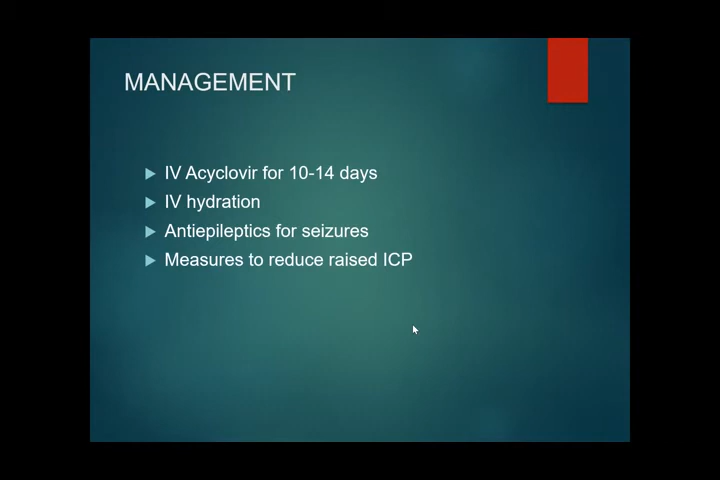 MANAGEMENT
IV Acyclovir for 10-14 days
IV hydration
Antiepileptics for seizures
Measures to reduce raised ICP